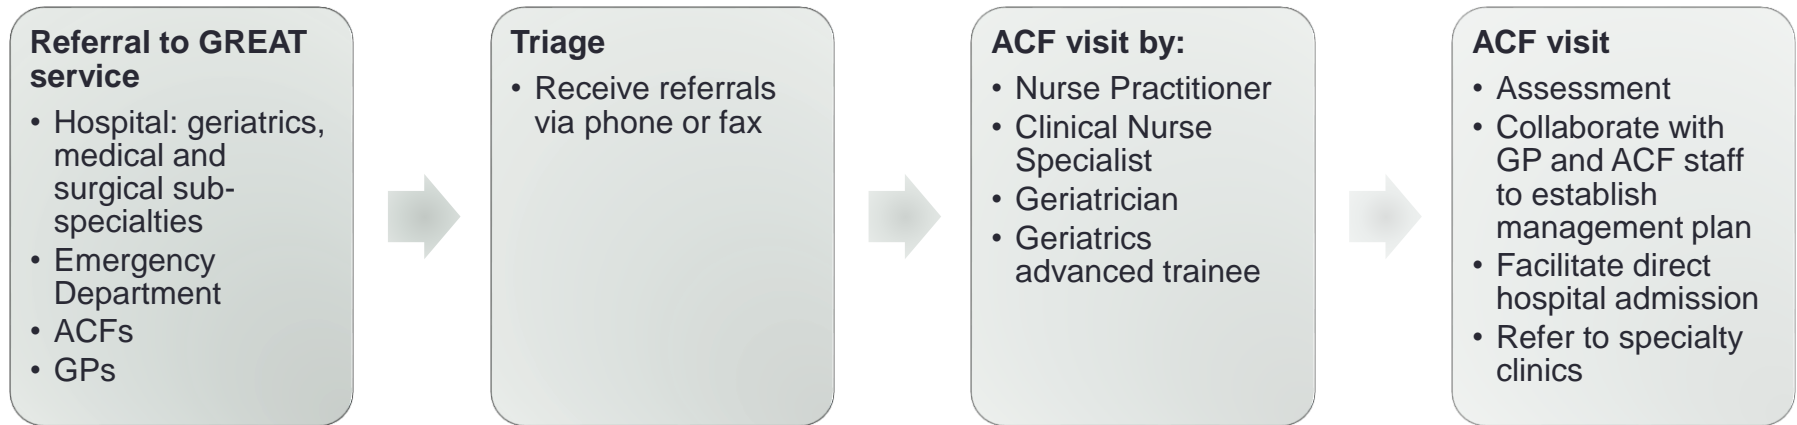 Referral to GREAT
service
• Hospital: geriatrics,
medical and
surgical sub-
specialties
• Emergency
Department
• ACFs
• GPs
Triage
• Receive referrals
via phone or fax
ACF visit by:
• Nurse Practitioner
• Clinical Nurse
Specialist
• Geriatrician
• Geriatrics
advanced trainee
ACF visit
• Assessment
• Collaborate with
GP and ACF staff
to establish
management plan
• Facilitate direct
hospital admission
• Refer to specialty
clinics